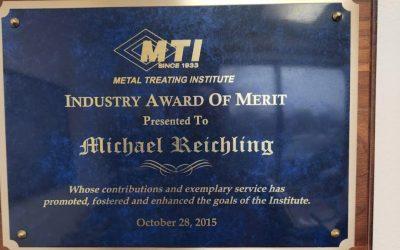 MTI
SINCE 1933
METAL TREATING INSTITUTE
INDUSTRY AWARD OF MERIT
Presented To
Michael Reichling
Whose contributions and exemplary service has
promoted, fostered and enhanced the goals of the Institute.
October 28, 2015